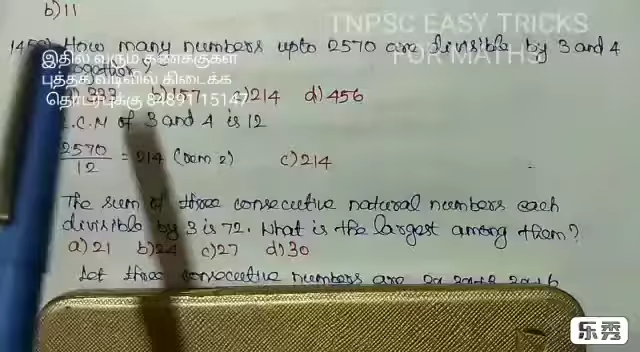 b) 11
TNPSC EASY TRICKS
FOR MATHS
How many numbers upto 2570 are divisible by 3 and 4
together?
இதில் வரும் கணக்குகள்
புத்தக வடிவில் கிடைக்க
தொடர்புக்கு 8489115147
333 b) 157 c) 214 d) 456
L.C.M of 3 and 4 is 12
2570/12 = 214 (rem 2) c) 214
The sum of three consecutive natural numbers each
divisible by 3 is 72. What is the largest among them?
a) 21 b) 24 c) 27 d) 30
Let three consecutive numbers are
乐秀